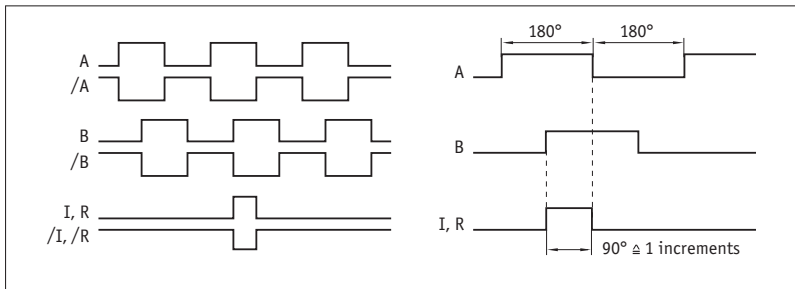 A
/A
B
/B
I, R
/I, /R
180° 180°
A
B
I, R
90° ≙ 1 increments